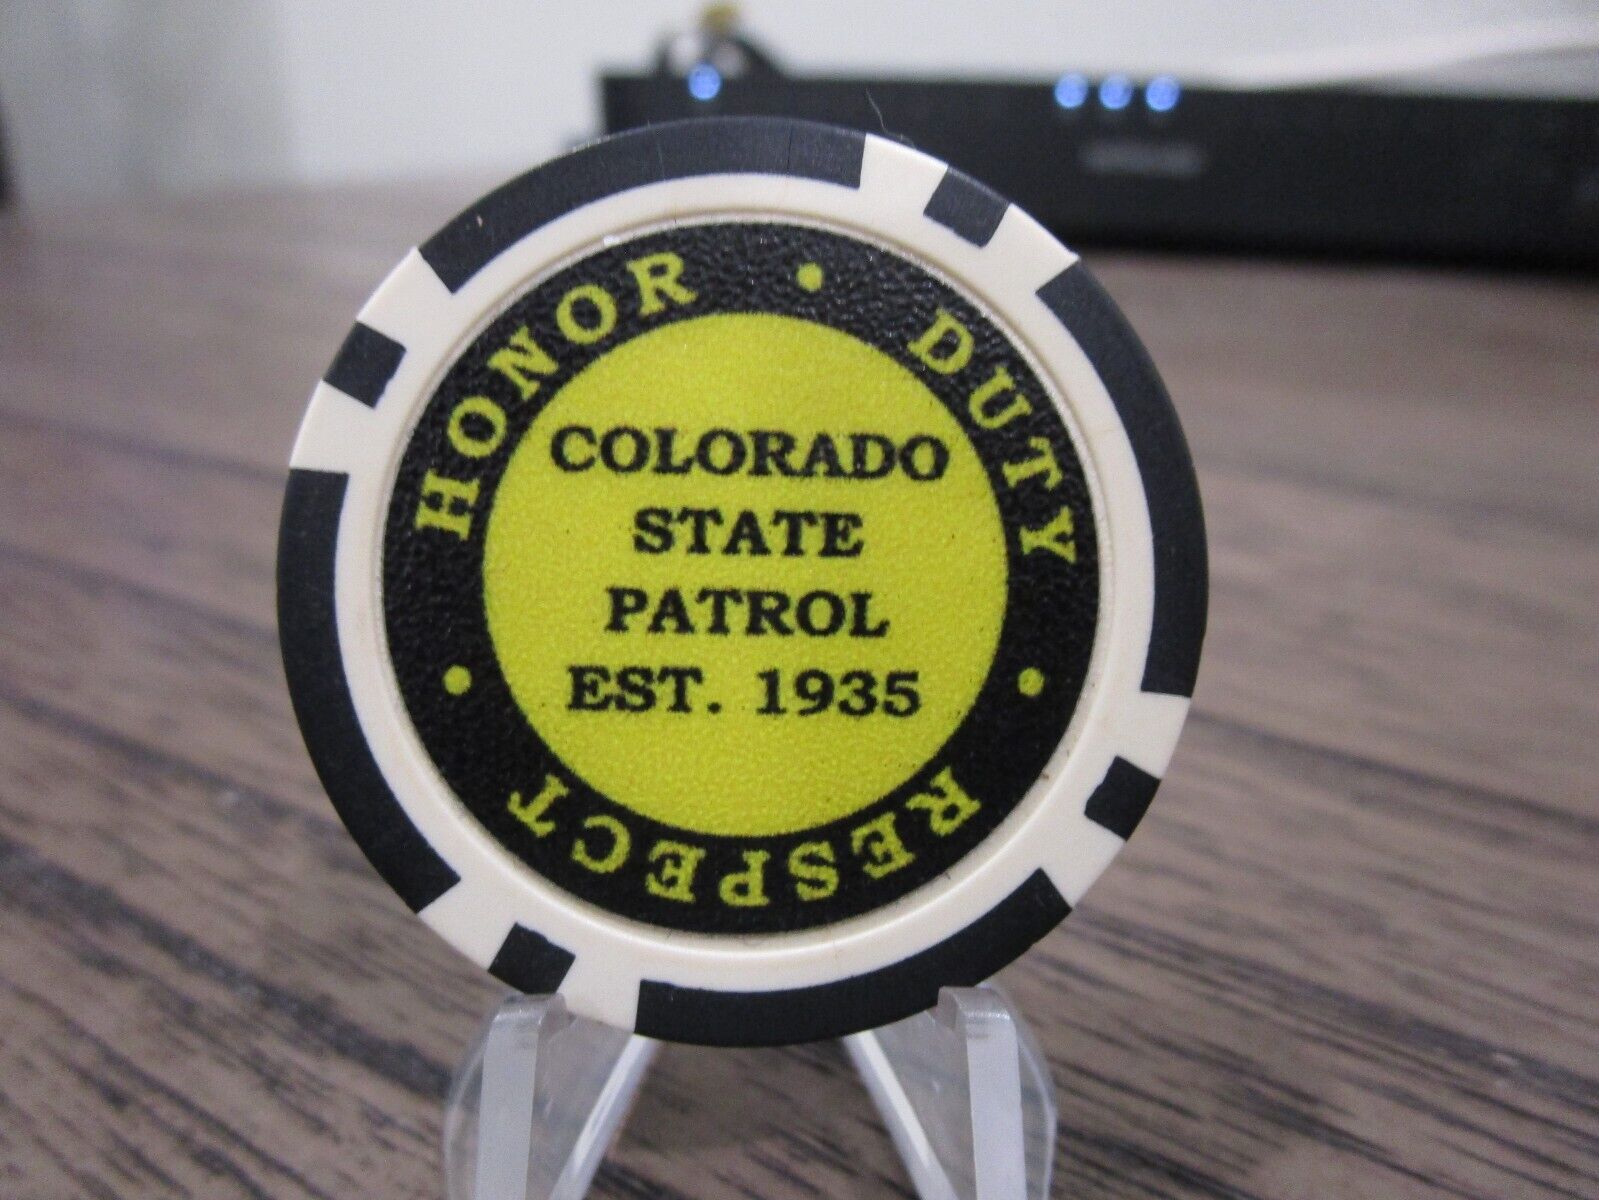 HONOR • DUTY • RESPECT •
COLORADO
STATE
PATROL
EST. 1935